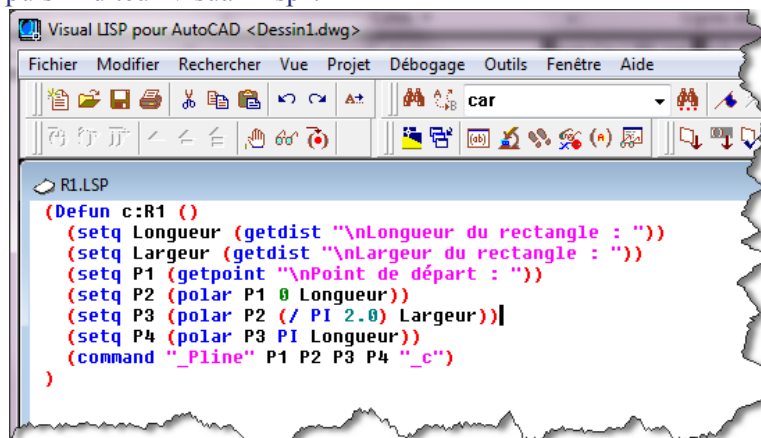 Visual LISP pour AutoCAD <Dessin1.dwg>
Fichier Modifier Rechercher Vue Projet Débogage Outils Fenêtre Aide
car
R1.LSP
(Defun c:R1 ()
(setq Longueur (getdist "\nLongueur du rectangle : "))
(setq Largeur (getdist "\nLargeur du rectangle : "))
(setq P1 (getpoint "\nPoint de départ : "))
(setq P2 (polar P1 0 Longueur))
(setq P3 (polar P2 (/ PI 2.0) Largeur))
(setq P4 (polar P3 PI Longueur))
(command "_Pline" P1 P2 P3 P4 "_c")
)